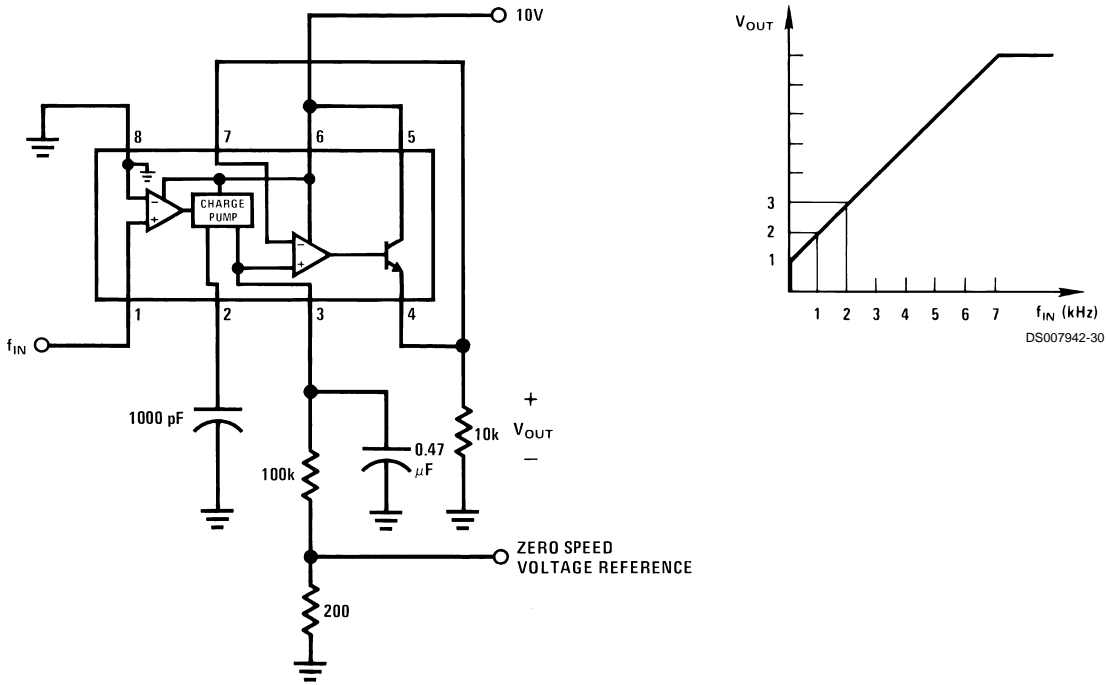 10V
8
7
6
5
CHARGE
PUMP
−
+
−
+
1
2
3
4
fIN
1000 pF
100k
0.47
μF
10k
+
VOUT
−
ZERO SPEED
VOLTAGE REFERENCE
200
VOUT
3
2
1
1 2 3 4 5 6 7 fIN (kHz)
DS007942-30